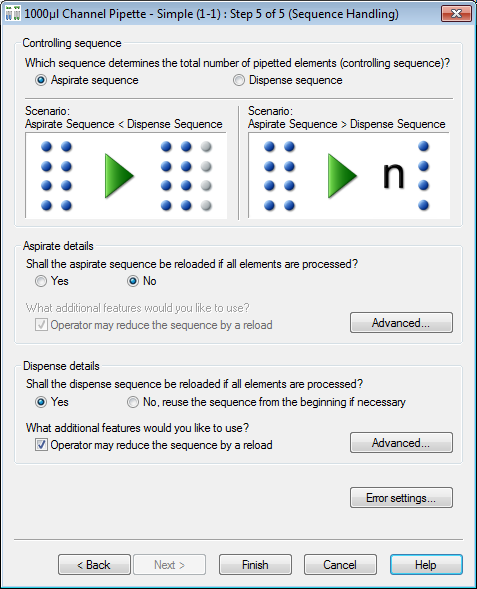 1000µl Channel Pipette - Simple (1-1) : Step 5 of 5 (Sequence Handling)
Controlling sequence
Which sequence determines the total number of pipetted elements (controlling sequence)?
Aspirate sequence Dispense sequence
Scenario: Scenario:
Aspirate Sequence < Dispense Sequence Aspirate Sequence > Dispense Sequence
n
Aspirate details
Shall the aspirate sequence be reloaded if all elements are processed?
Yes No
What additional features would you like to use?
Operator may reduce the sequence by a reload Advanced...
Dispense details
Shall the dispense sequence be reloaded if all elements are processed?
Yes No, reuse the sequence from the beginning if necessary
What additional features would you like to use?
Operator may reduce the sequence by a reload Advanced...
Error settings...
< Back Next > Finish Cancel Help